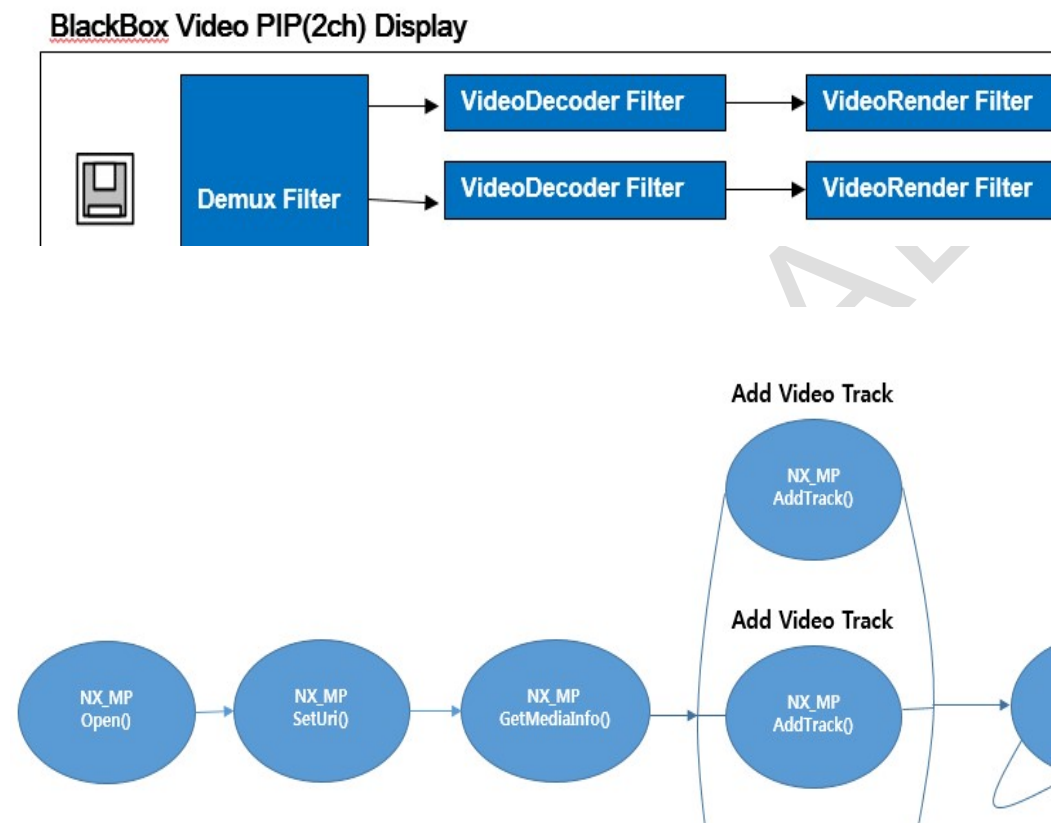 BlackBox Video PIP(2ch) Display
VideoDecoder Filter
VideoRender Filter
Demux Filter
VideoDecoder Filter
VideoRender Filter
Add Video Track
NX_MP
AddTrack()
Add Video Track
NX_MP
Open()
NX_MP
SetUri()
NX_MP
GetMediaInfo()
NX_MP
AddTrack()